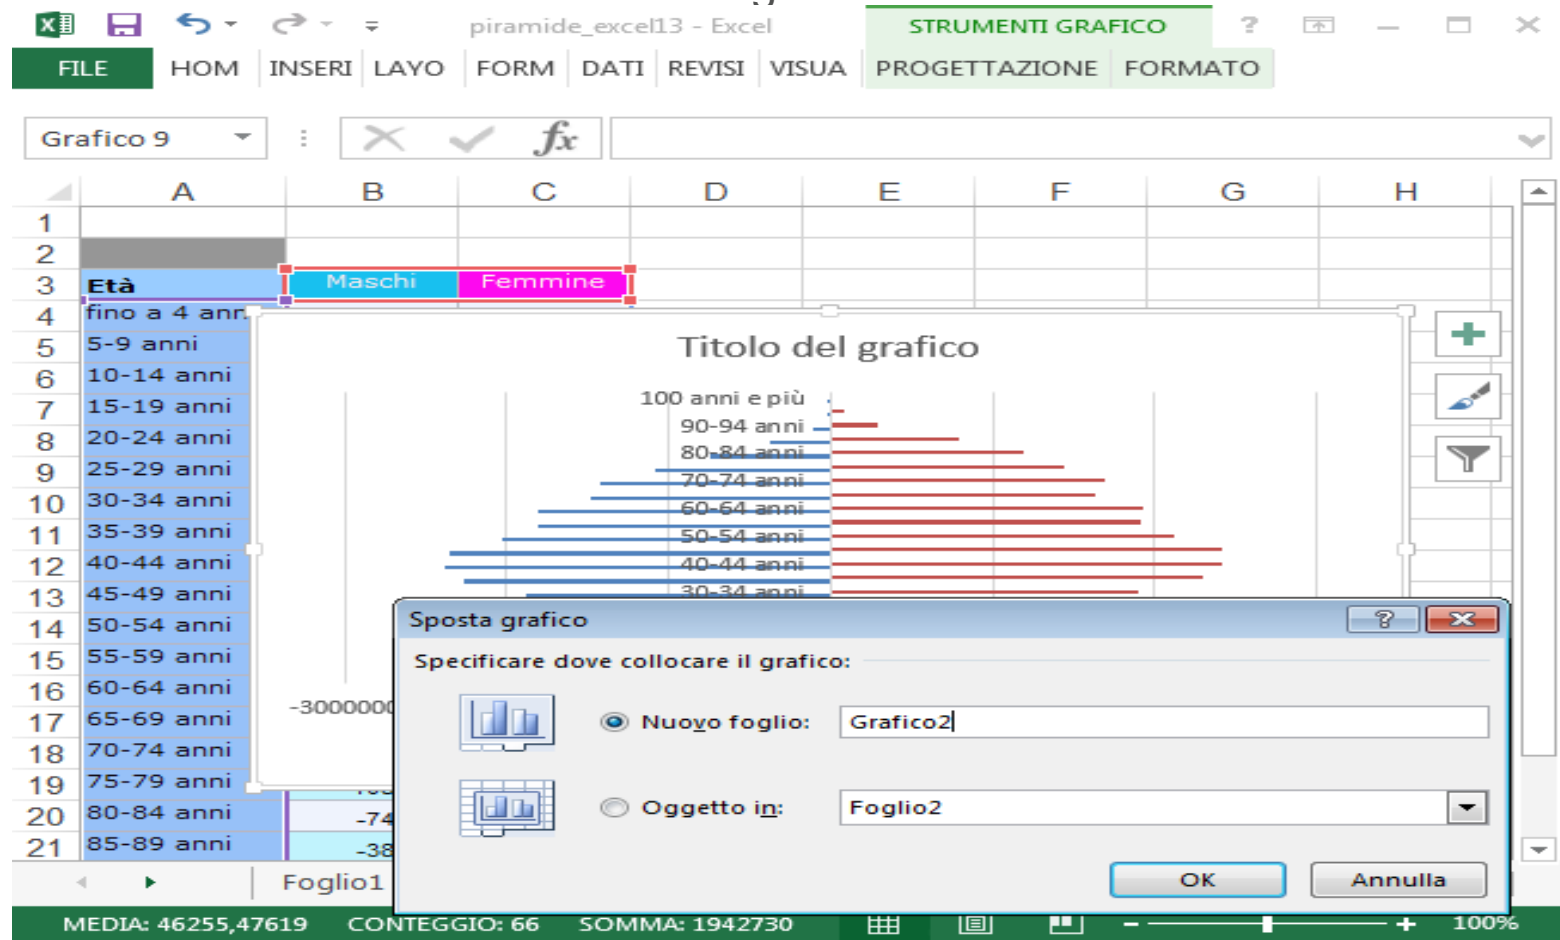 piramide_excel13 - Excel
STRUMENTI GRAFICO
?
FILE
HOM
INSERI
LAYO
FORM
DATI
REVISI
VISUA
PROGETTAZIONE
FORMATO
Grafico 9
fx
A B C D E F G H
1
2
3 Età Maschi Femmine
4 fino a 4 ann
5 5-9 anni
6 10-14 anni
7 15-19 anni
8 20-24 anni
9 25-29 anni
10 30-34 anni
11 35-39 anni
12 40-44 anni
13 45-49 anni
14 50-54 anni
15 55-59 anni
16 60-64 anni
17 65-69 anni
18 70-74 anni
19 75-79 anni
20 80-84 anni -74
21 85-89 anni -38
Titolo del grafico
100 anni e più
90-94 anni
80-84 anni
70-74 anni
60-64 anni
50-54 anni
40-44 anni
30-34 anni
-3000000
Sposta grafico
?
Specificare dove collocare il grafico:
Nuovo foglio: Grafico2
Oggetto in: Foglio2
OK Annulla
Foglio1
MEDIA: 46255,47619 CONTEGGIO: 66 SOMMA: 1942730 100%